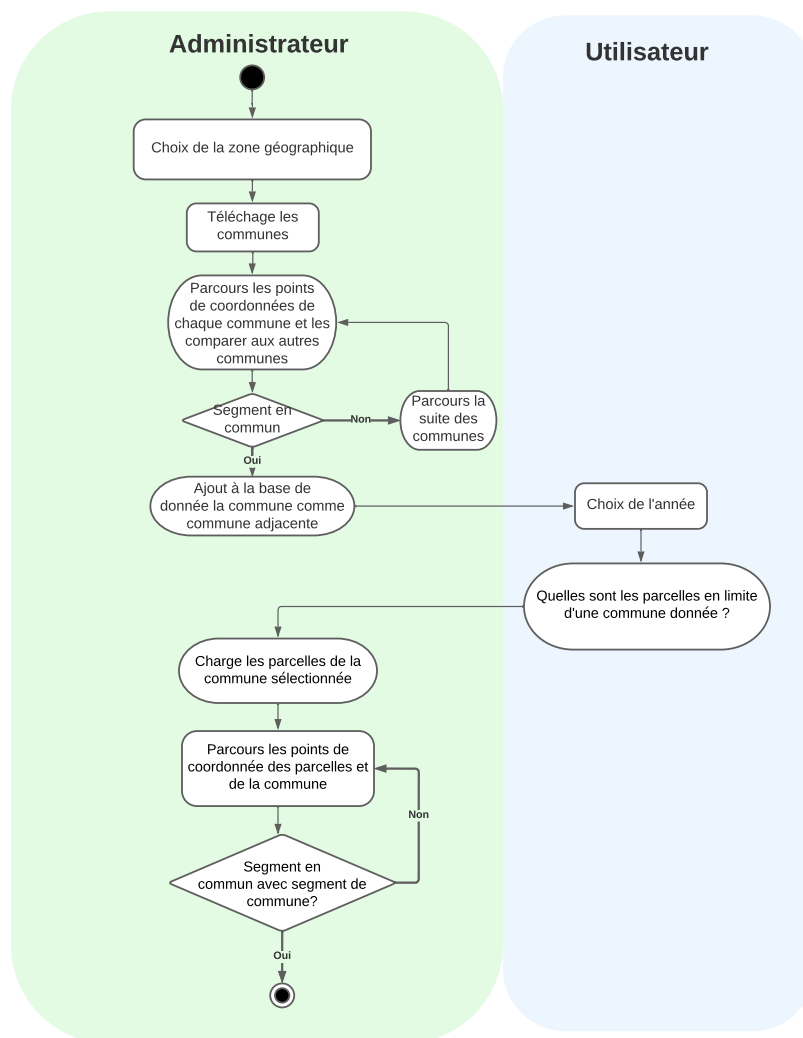 Administrateur
Utilisateur
Choix de la zone géographique
Téléchage les
communes
Parcours les points
de coordonnées de
chaque commune et les
comparer aux autres
communes
Segment en
commun
Non
Parcours la
suite des
communes
Oui
Ajout à la base de
donnée la commune comme
commune adjacente
Choix de l'année
Quelles sont les parcelles en limite
d'une commune donnée ?
Charge les parcelles de la
commune sélectionnée
Parcours les points de
coordonnée des parcelles et
de la commune
Non
Segment en
commun avec segment de
commune?
Oui